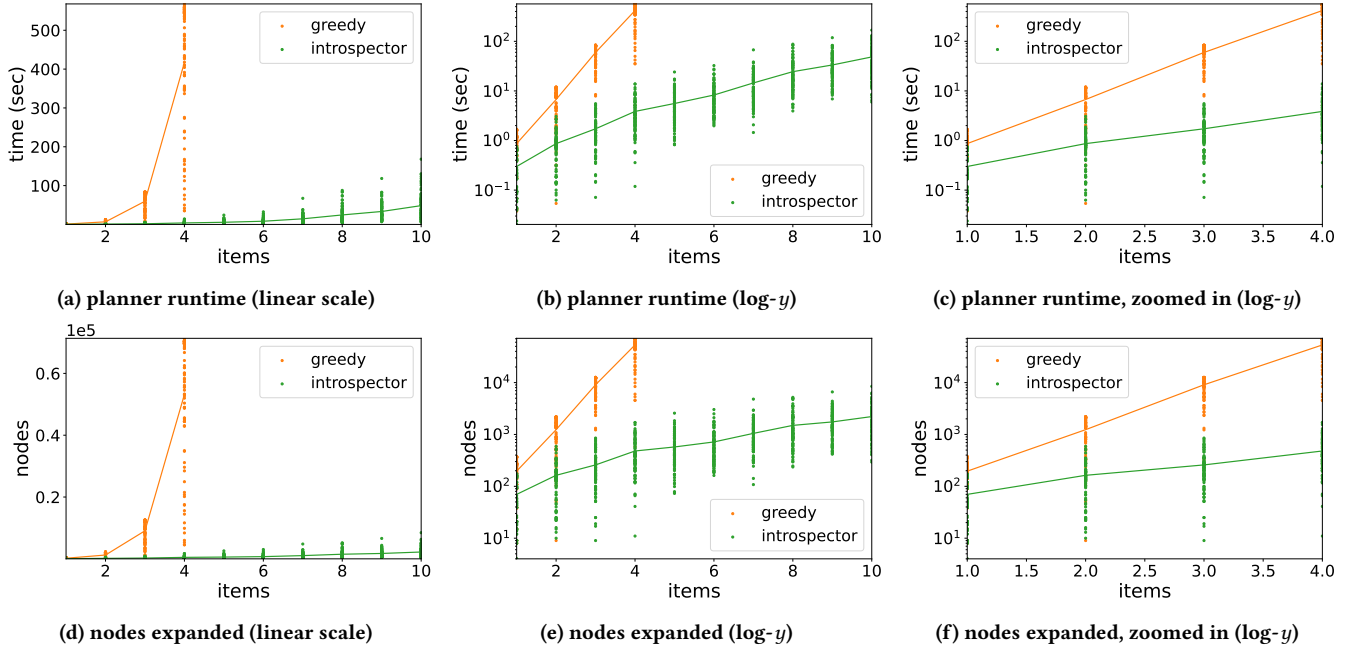 500
400
300
200
100
time (sec)
greedy
introspector
2 4 6 8 10
items
(a) planner runtime (linear scale)
10²
10¹
10⁰
10⁻¹
time (sec)
greedy
introspector
2 4 6 8 10
items
(b) planner runtime (log-y)
10²
10¹
10⁰
10⁻¹
time (sec)
greedy
introspector
1.0 1.5 2.0 2.5 3.0 3.5 4.0
items
(c) planner runtime, zoomed in (log-y)
1e5
0.6
0.4
0.2
nodes
greedy
introspector
2 4 6 8 10
items
(d) nodes expanded (linear scale)
10⁴
10³
10²
10¹
nodes
greedy
introspector
2 4 6 8 10
items
(e) nodes expanded (log-y)
10⁴
10³
10²
10¹
nodes
greedy
introspector
1.0 1.5 2.0 2.5 3.0 3.5 4.0
items
(f) nodes expanded, zoomed in (log-y)